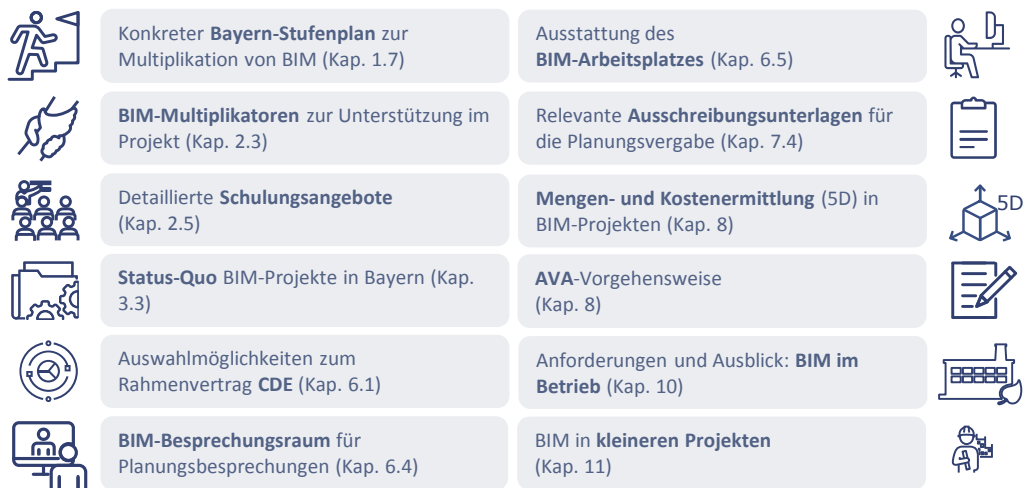 Konkreter Bayern-Stufenplan zur
Multiplikation von BIM (Kap. 1.7)
BIM-Multiplikatoren zur Unterstützung im
Projekt (Kap. 2.3)
Detaillierte Schulungsangebote
(Kap. 2.5)
Status-Quo BIM-Projekte in Bayern (Kap.
3.3)
Auswahlmöglichkeiten zum
Rahmenvertrag CDE (Kap. 6.1)
BIM-Besprechungsraum für
Planungsbesprechungen (Kap. 6.4)
Ausstattung des
BIM-Arbeitsplatzes (Kap. 6.5)
Relevante Ausschreibungsunterlagen für
die Planungsvergabe (Kap. 7.4)
Mengen- und Kostenermittlung (5D) in
BIM-Projekten (Kap. 8)
5D
AVA-Vorgehensweise
(Kap. 8)
Anforderungen und Ausblick: BIM im
Betrieb (Kap. 10)
BIM in kleineren Projekten
(Kap. 11)